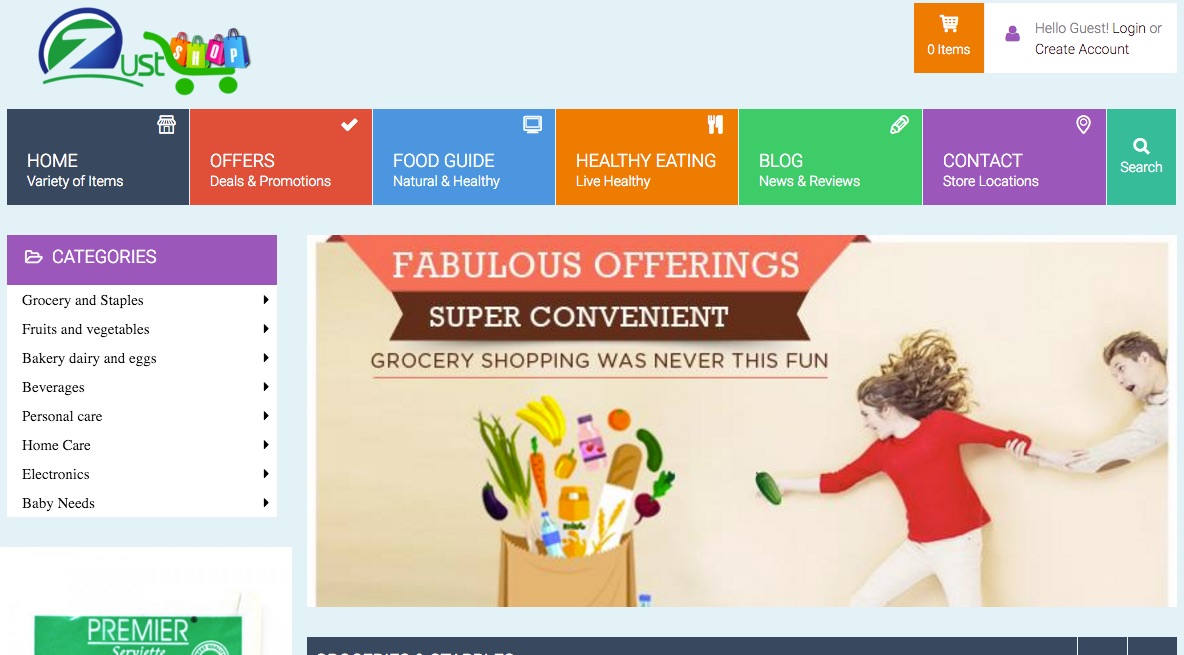 Zust SHOP
0 Items
Hello Guest! Login or
Create Account
HOME
Variety of Items
OFFERS
Deals & Promotions
FOOD GUIDE
Natural & Healthy
HEALTHY EATING
Live Healthy
BLOG
News & Reviews
CONTACT
Store Locations
Search
CATEGORIES
Grocery and Staples
Fruits and vegetables
Bakery dairy and eggs
Beverages
Personal care
Home Care
Electronics
Baby Needs
FABULOUS OFFERINGS
SUPER CONVENIENT
GROCERY SHOPPING WAS NEVER THIS FUN
PREMIER
Serviette